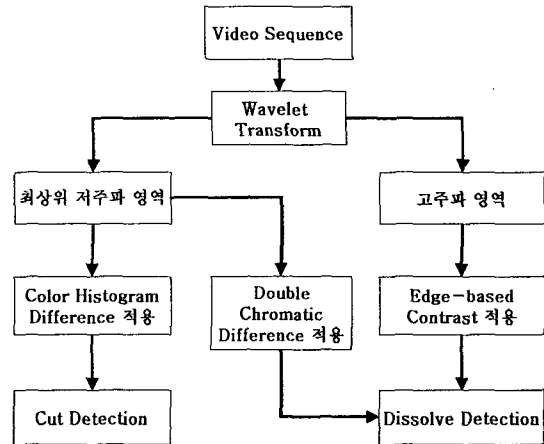 Video Sequence
Wavelet
Transform
최상위 저주파 영역
고주파 영역
Color Histogram
Difference 적용
Double
Chromatic
Difference 적용
Edge-based
Contrast 적용
Cut Detection
Dissolve Detection